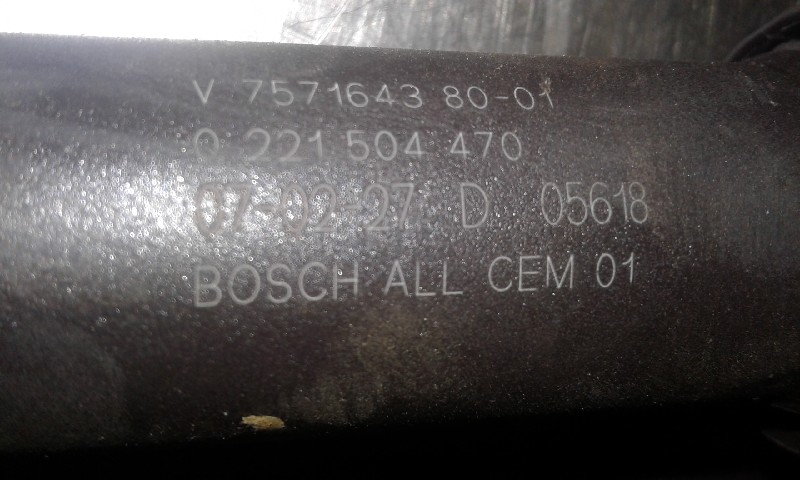 V 7571643 80-01
0 221 504 470
07-02-27 D 05618
BOSCH ALL CEM 01